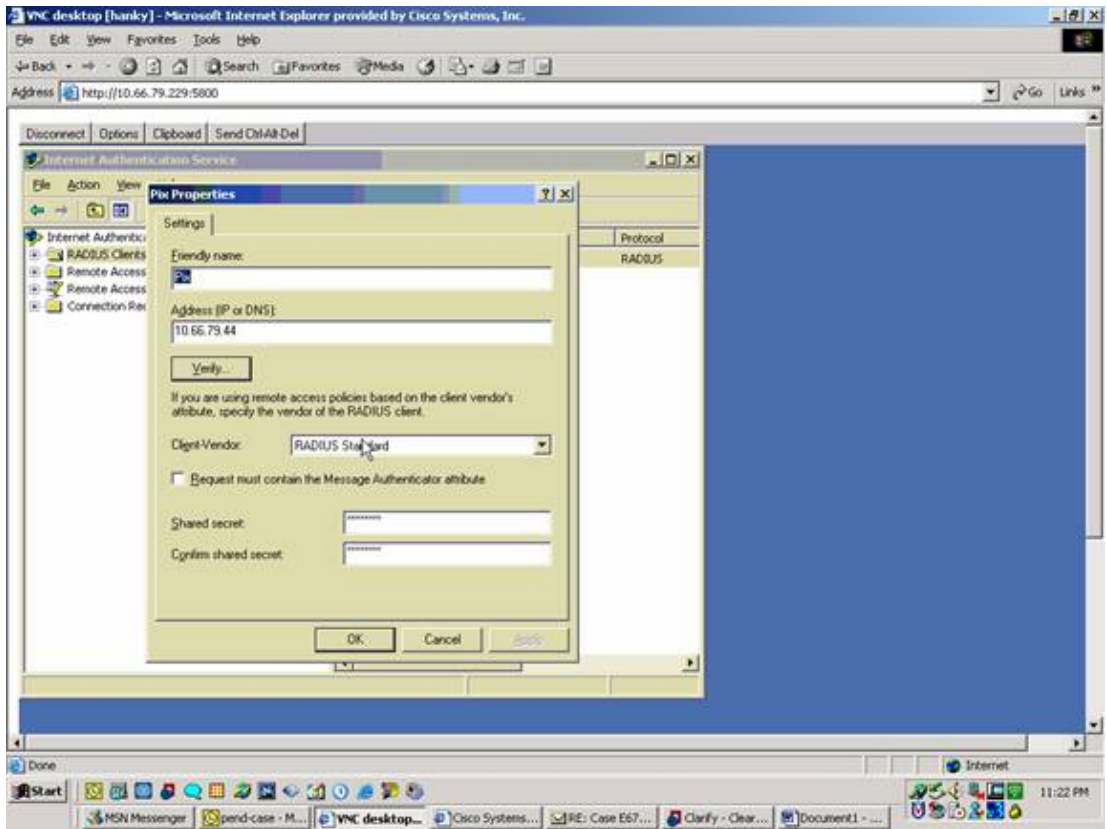 VNC desktop [hanky] - Microsoft Internet Explorer provided by Cisco Systems, Inc.
File Edit View Favorites Tools Help
Back Search Favorites Media
Address http://10.66.79.229:5800 Go Links »
Disconnect Options Clipboard Send Ctrl-Alt-Del
Internet Authentication Service
File Action View
Pix Properties
Settings
Internet Authentic
RADIUS Clients
Remote Access
Remote Access
Connection Re
Protocol
RADIUS
Friendly name:
Pix
Address (IP or DNS):
10.66.79.44
Verify...
If you are using remote access policies based on the client vendor's
attribute, specify the vendor of the RADIUS client.
Client-Vendor: RADIUS Standard
Request must contain the Message Authenticator attribute
Shared secret: ********
Confirm shared secret: ********
OK Cancel Apply
Done Internet
Start 11:22 PM
MSN Messenger pend-case - M... VNC desktop... Cisco Systems... RE: Case E67... Clarify - Clear... Document1 - ...